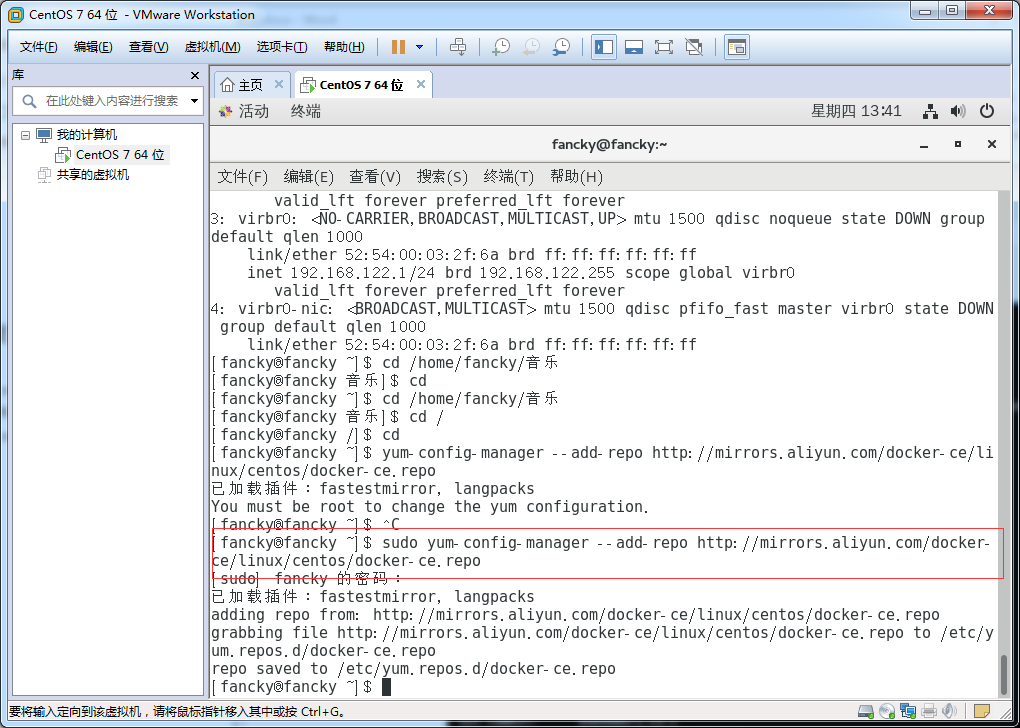 CentOS 7 64 位 - VMware Workstation
文件(F) 编辑(E) 查看(V) 虚拟机(M) 选项卡(T) 帮助(H)
库
在此处键入内容进行搜索
我的计算机
CentOS 7 64 位
共享的虚拟机
主页
CentOS 7 64 位
活动 终端
星期四 13:41
fancky@fancky:~
文件(F) 编辑(E) 查看(V) 搜索(S) 终端(T) 帮助(H)
valid_lft forever preferred_lft forever
3: virbr0: <NO-CARRIER,BROADCAST,MULTICAST,UP> mtu 1500 qdisc noqueue state DOWN group
default qlen 1000
link/ether 52:54:00:03:2f:6a brd ff:ff:ff:ff:ff:ff
inet 192.168.122.1/24 brd 192.168.122.255 scope global virbr0
valid_lft forever preferred_lft forever
4: virbr0-nic: <BROADCAST,MULTICAST> mtu 1500 qdisc pfifo_fast master virbr0 state DOWN
group default qlen 1000
link/ether 52:54:00:03:2f:6a brd ff:ff:ff:ff:ff:ff
[fancky@fancky ~]$ cd /home/fancky/音乐
[fancky@fancky 音乐]$ cd
[fancky@fancky ~]$ cd /home/fancky/音乐
[fancky@fancky 音乐]$ cd /
[fancky@fancky /]$ cd
[fancky@fancky ~]$ yum-config-manager --add-repo http://mirrors.aliyun.com/docker-ce/li
nux/centos/docker-ce.repo
已加载插件：fastestmirror, langpacks
You must be root to change the yum configuration.
[fancky@fancky ~]$ ^C
[fancky@fancky ~]$ sudo yum-config-manager --add-repo http://mirrors.aliyun.com/docker-
ce/linux/centos/docker-ce.repo
[sudo] fancky 的密码：
已加载插件：fastestmirror, langpacks
adding repo from: http://mirrors.aliyun.com/docker-ce/linux/centos/docker-ce.repo
grabbing file http://mirrors.aliyun.com/docker-ce/linux/centos/docker-ce.repo to /etc/y
um.repos.d/docker-ce.repo
repo saved to /etc/yum.repos.d/docker-ce.repo
[fancky@fancky ~]$
要将输入定向到该虚拟机，请将鼠标指针移入其中或按 Ctrl+G。